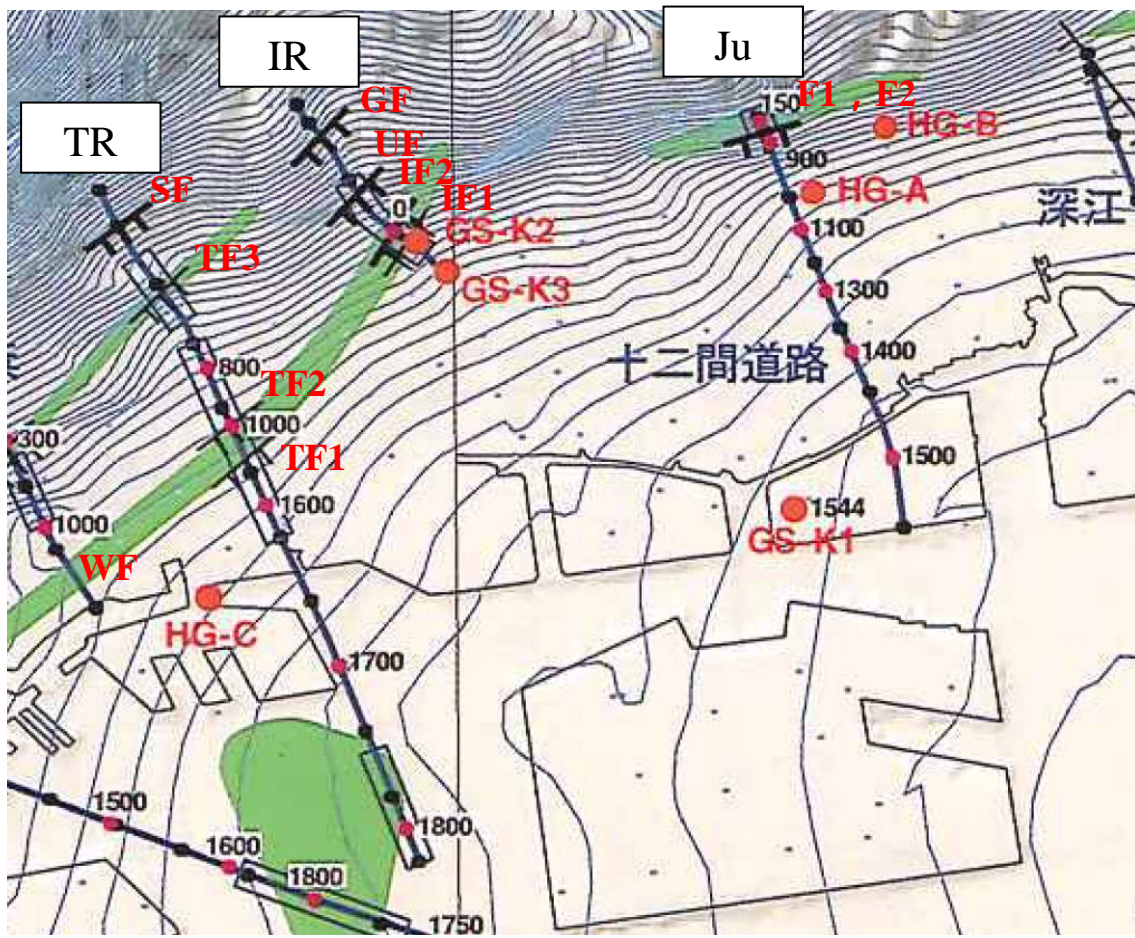 IR
Ju
TR
GF
150
F1 , F2
HG-B
UF
900
IF2
SF
IF1
HG-A
0
GS-K2
深江
1100
TF3
GS-K3
1300
十二間道路
1400
800
TF2
1000
300
TF1
1500
1600
1544
1000
GS-K1
WF
HG-C
1700
1500
1800
1600
1800
1750